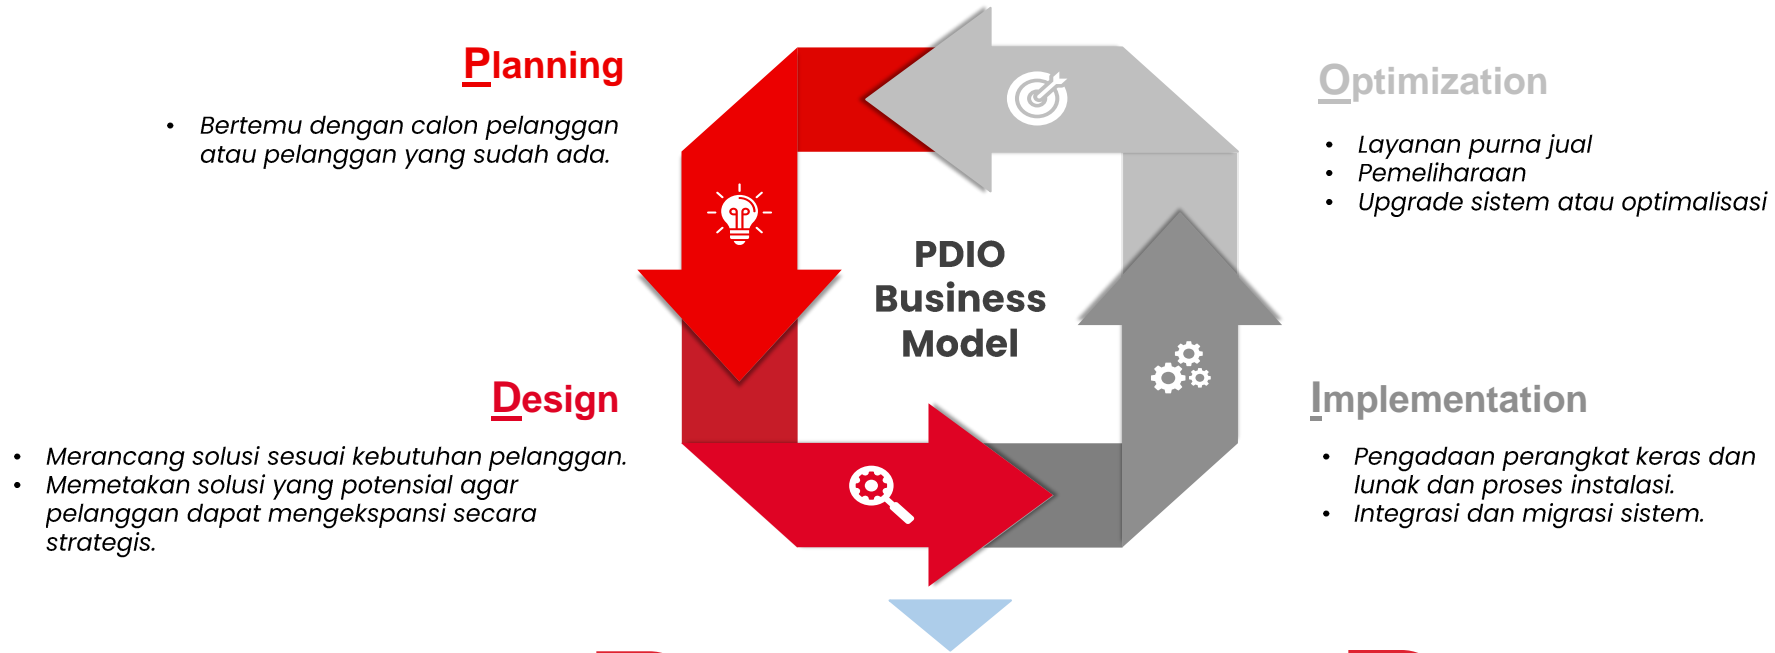 Planning
• Bertemu dengan calon pelanggan
atau pelanggan yang sudah ada.
Design
• Merancang solusi sesuai kebutuhan pelanggan.
• Memetakan solusi yang potensial agar
pelanggan dapat mengekspansi secara
strategis.
PDIO
Business
Model
Optimization
• Layanan purna jual
• Pemeliharaan
• Upgrade sistem atau optimalisasi
Implementation
• Pengadaan perangkat keras dan
lunak dan proses instalasi.
• Integrasi dan migrasi sistem.